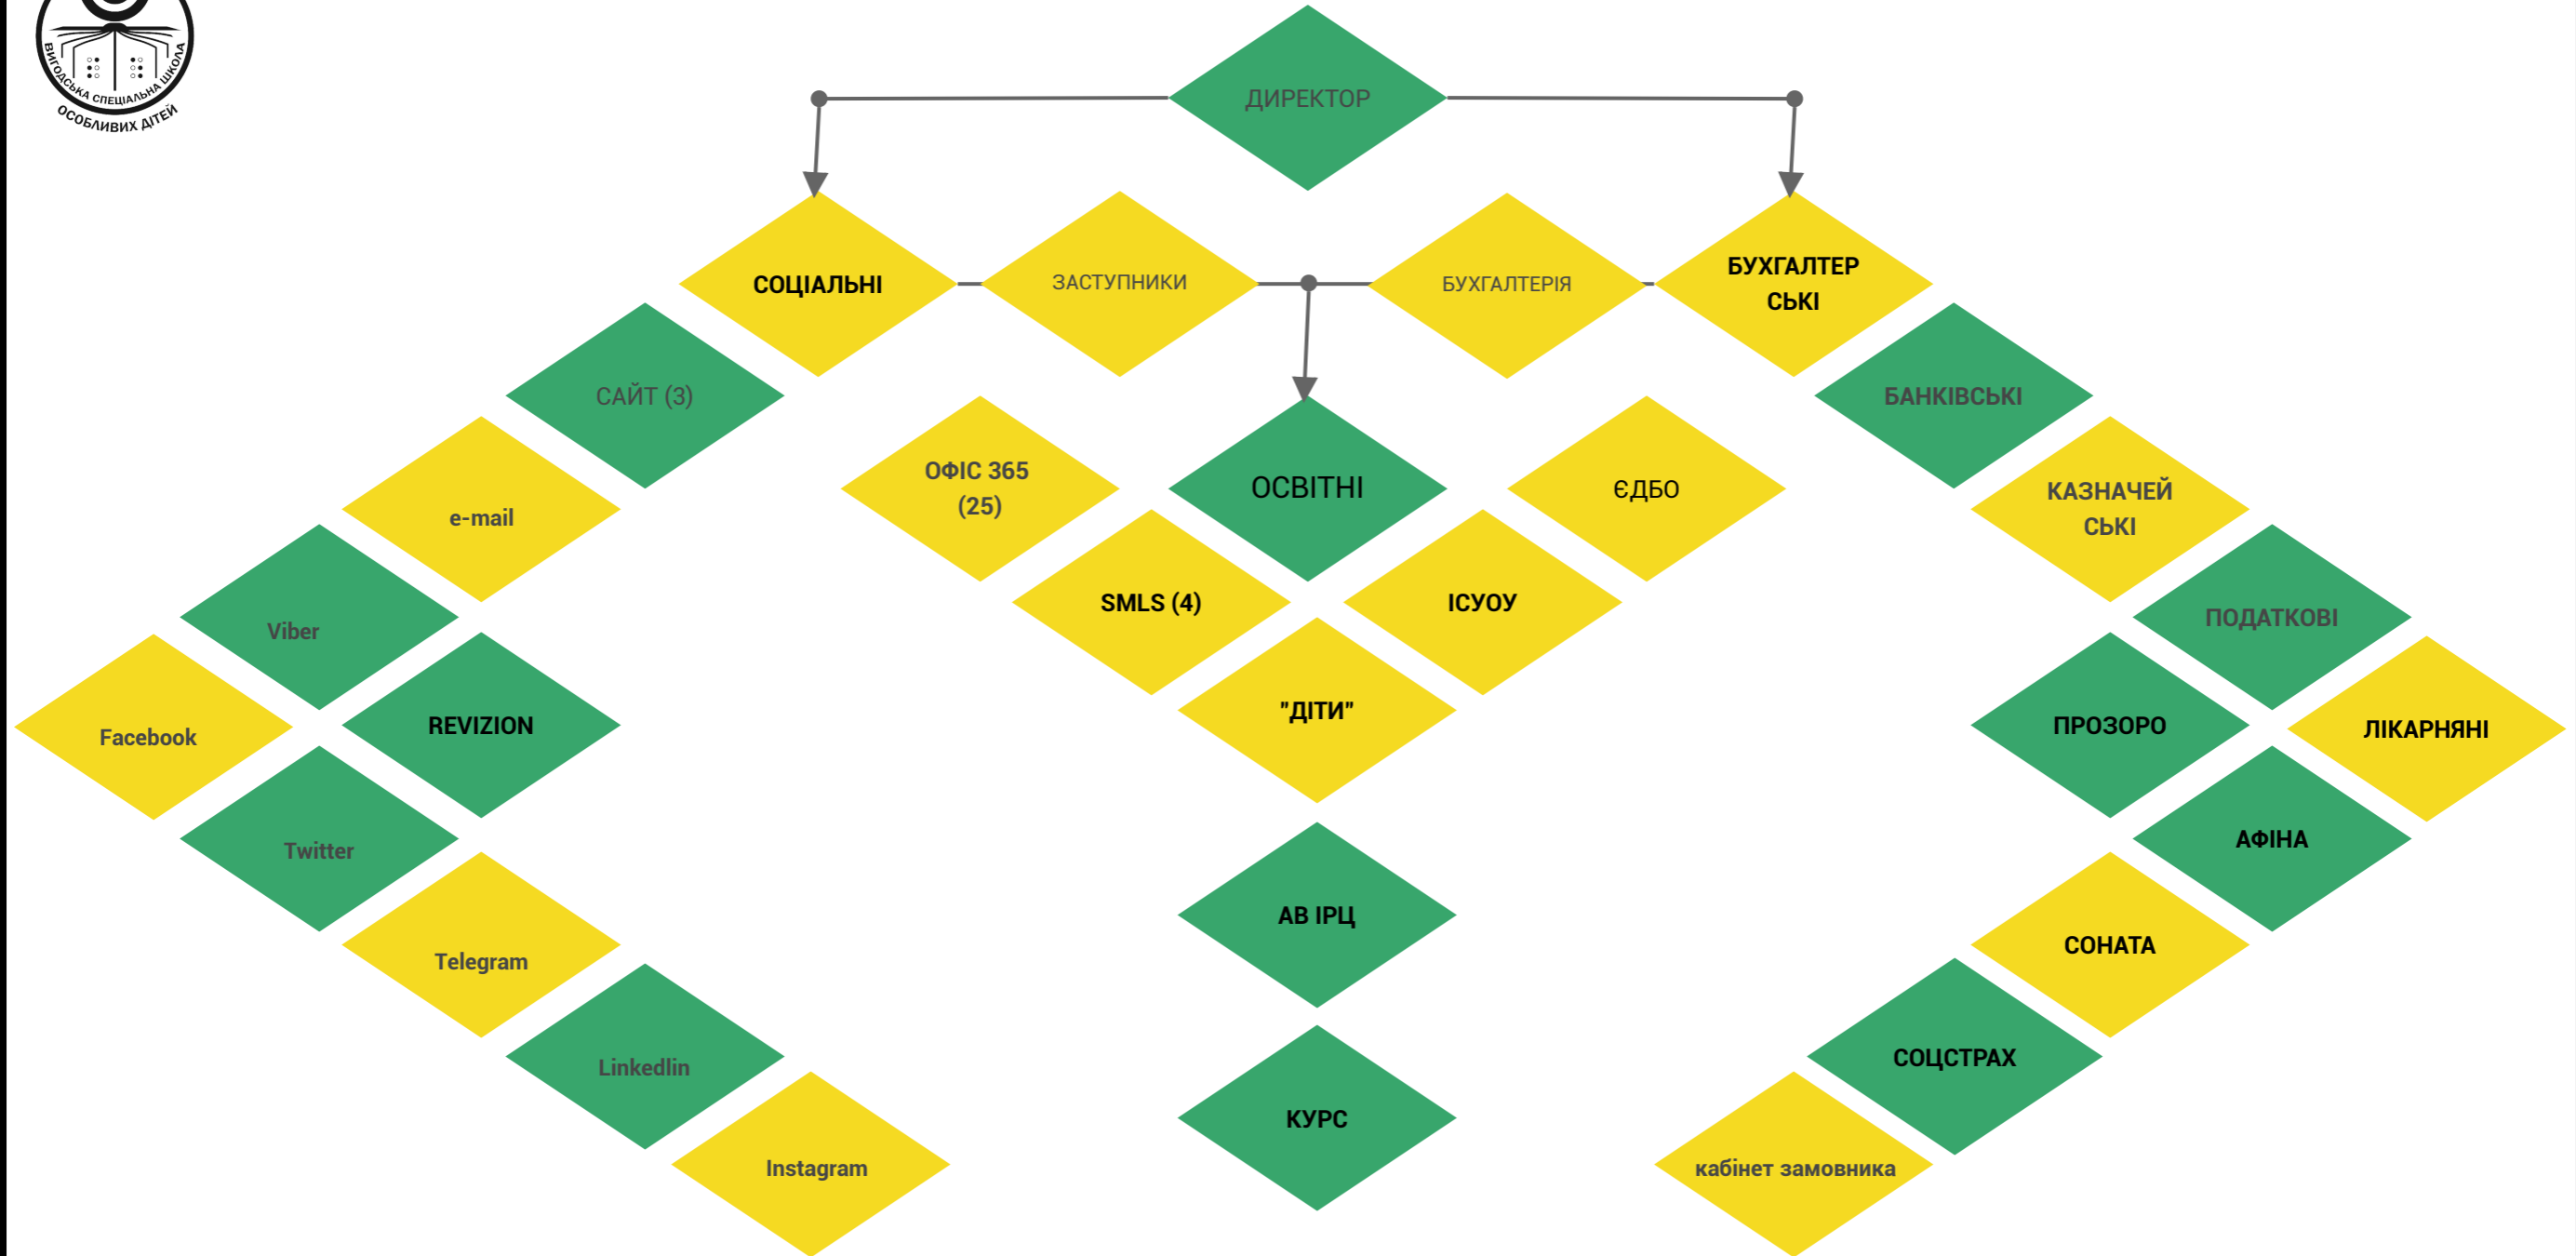 ВИГОДСЬКА СПЕЦІАЛЬНА ШКОЛА
ОСОБЛИВИХ ДІТЕЙ
ДИРЕКТОР
СОЦІАЛЬНІ
ЗАСТУПНИКИ
БУХГАЛТЕРІЯ
БУХГАЛТЕР
СЬКІ
САЙТ (3)
e-mail
Viber
Facebook
REVIZION
Twitter
Telegram
Linkedlin
Instagram
ОФІС 365
(25)
ОСВІТНІ
ЄДБО
SMLS (4)
ІСУОУ
"ДІТИ"
АВ ІРЦ
КУРС
БАНКІВСЬКІ
КАЗНАЧЕЙ
СЬКІ
ПОДАТКОВІ
ПРОЗОРО
ЛІКАРНЯНІ
АФІНА
СОНАТА
СОЦСТРАХ
кабінет замовника